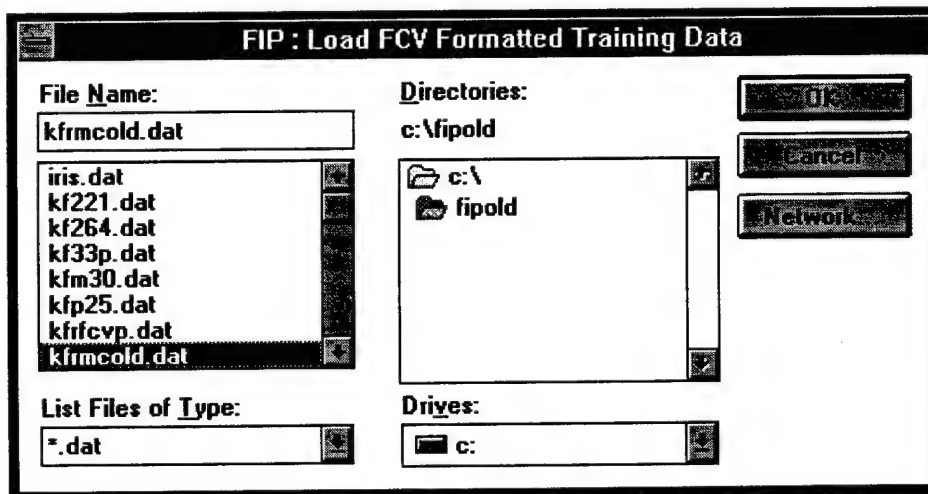 FIP : Load FCV Formatted Training Data
File Name:
kfrmcold.dat
iris.dat
kf221.dat
kf264.dat
kf33p.dat
kfm30.dat
kfp25.dat
kfrfcvp.dat
kfrmcold.dat
List Files of Type:
*.dat
Directories:
c:\fipold
c:\
fipold
Drives:
c:
OK
Cancel
Network...